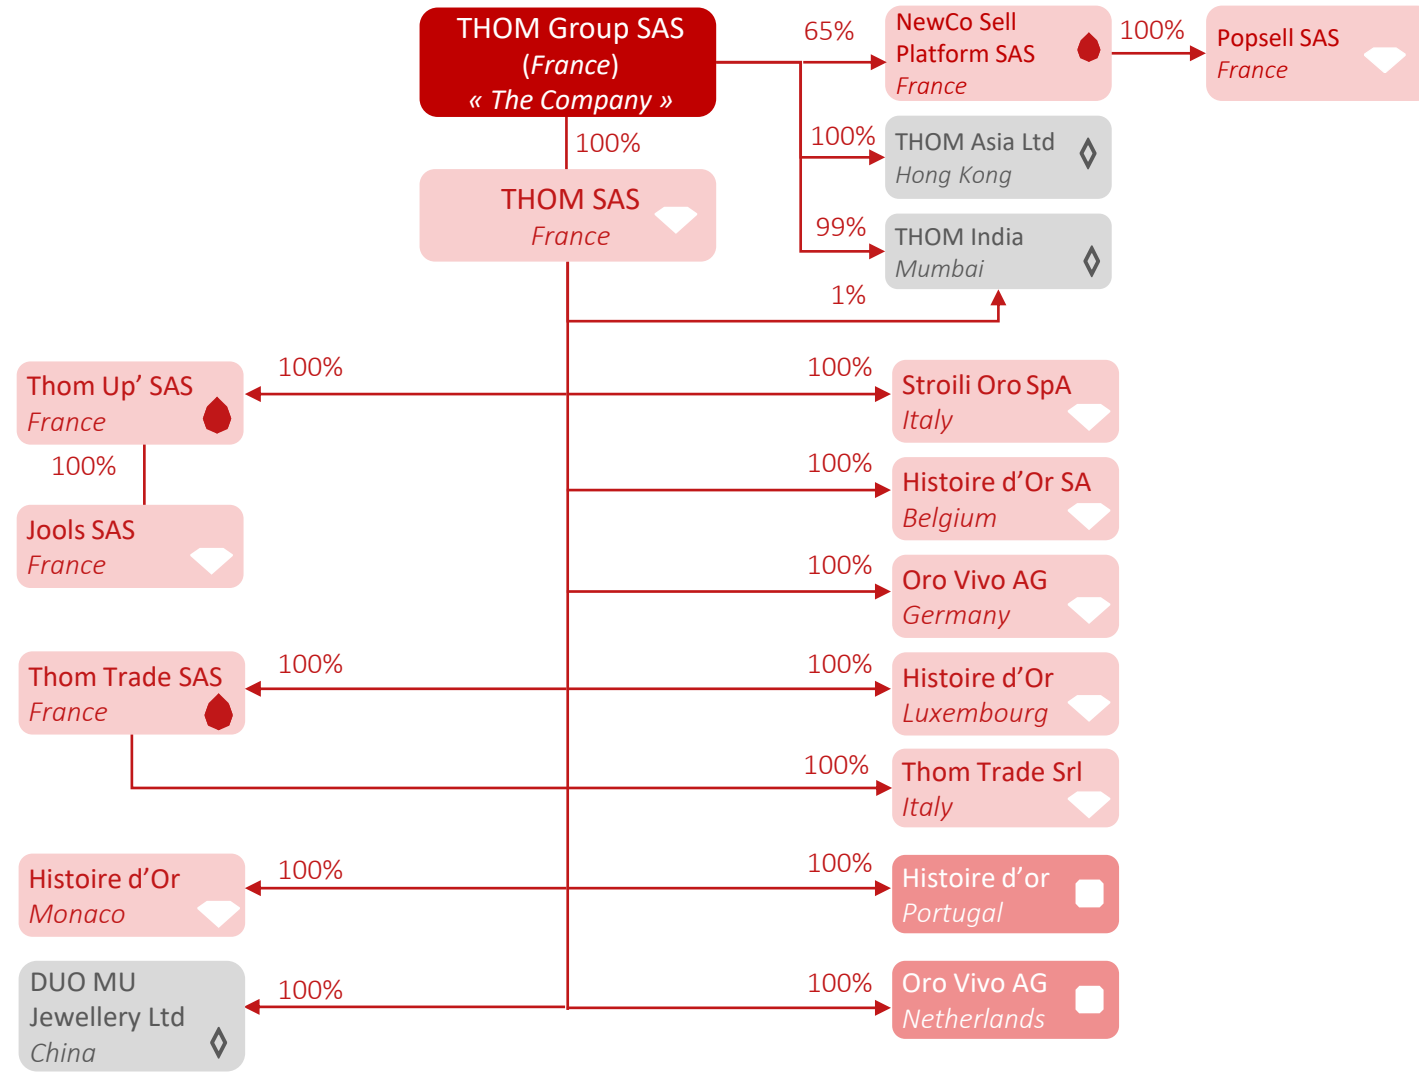 THOM Group SAS
(France)
« The Company »
65%
NewCo Sell
Platform SAS
France
100%
Popsell SAS
France
100%
THOM Asia Ltd
Hong Kong
100%
THOM SAS
France
99%
THOM India
Mumbai
1%
Thom Up’ SAS
France
100%
100%
Stroili Oro SpA
Italy
100%
Jools SAS
France
100%
Histoire d’Or SA
Belgium
100%
Oro Vivo AG
Germany
Thom Trade SAS
France
100%
100%
Histoire d’Or
Luxembourg
100%
Thom Trade Srl
Italy
Histoire d’Or
Monaco
100%
100%
Histoire d’or
Portugal
DUO MU
Jewellery Ltd
China
100%
100%
Oro Vivo AG
Netherlands